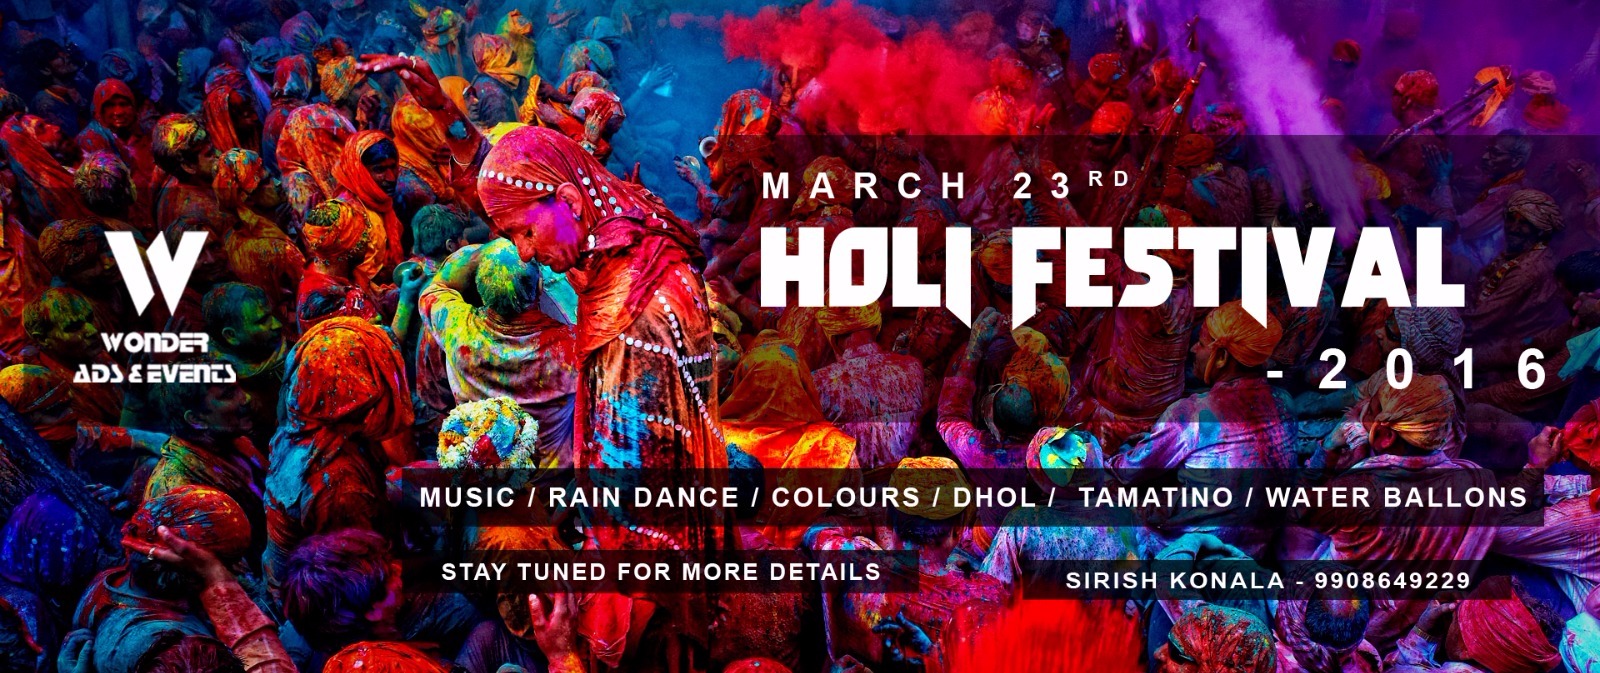 MARCH 23RD
HOLI FESTIVAL
- 2016
W
WONDER
ADS & EVENTS
MUSIC / RAIN DANCE / COLOURS / DHOL / TAMATINO / WATER BALLONS
STAY TUNED FOR MORE DETAILS
SIRISH KONALA - 9908649229